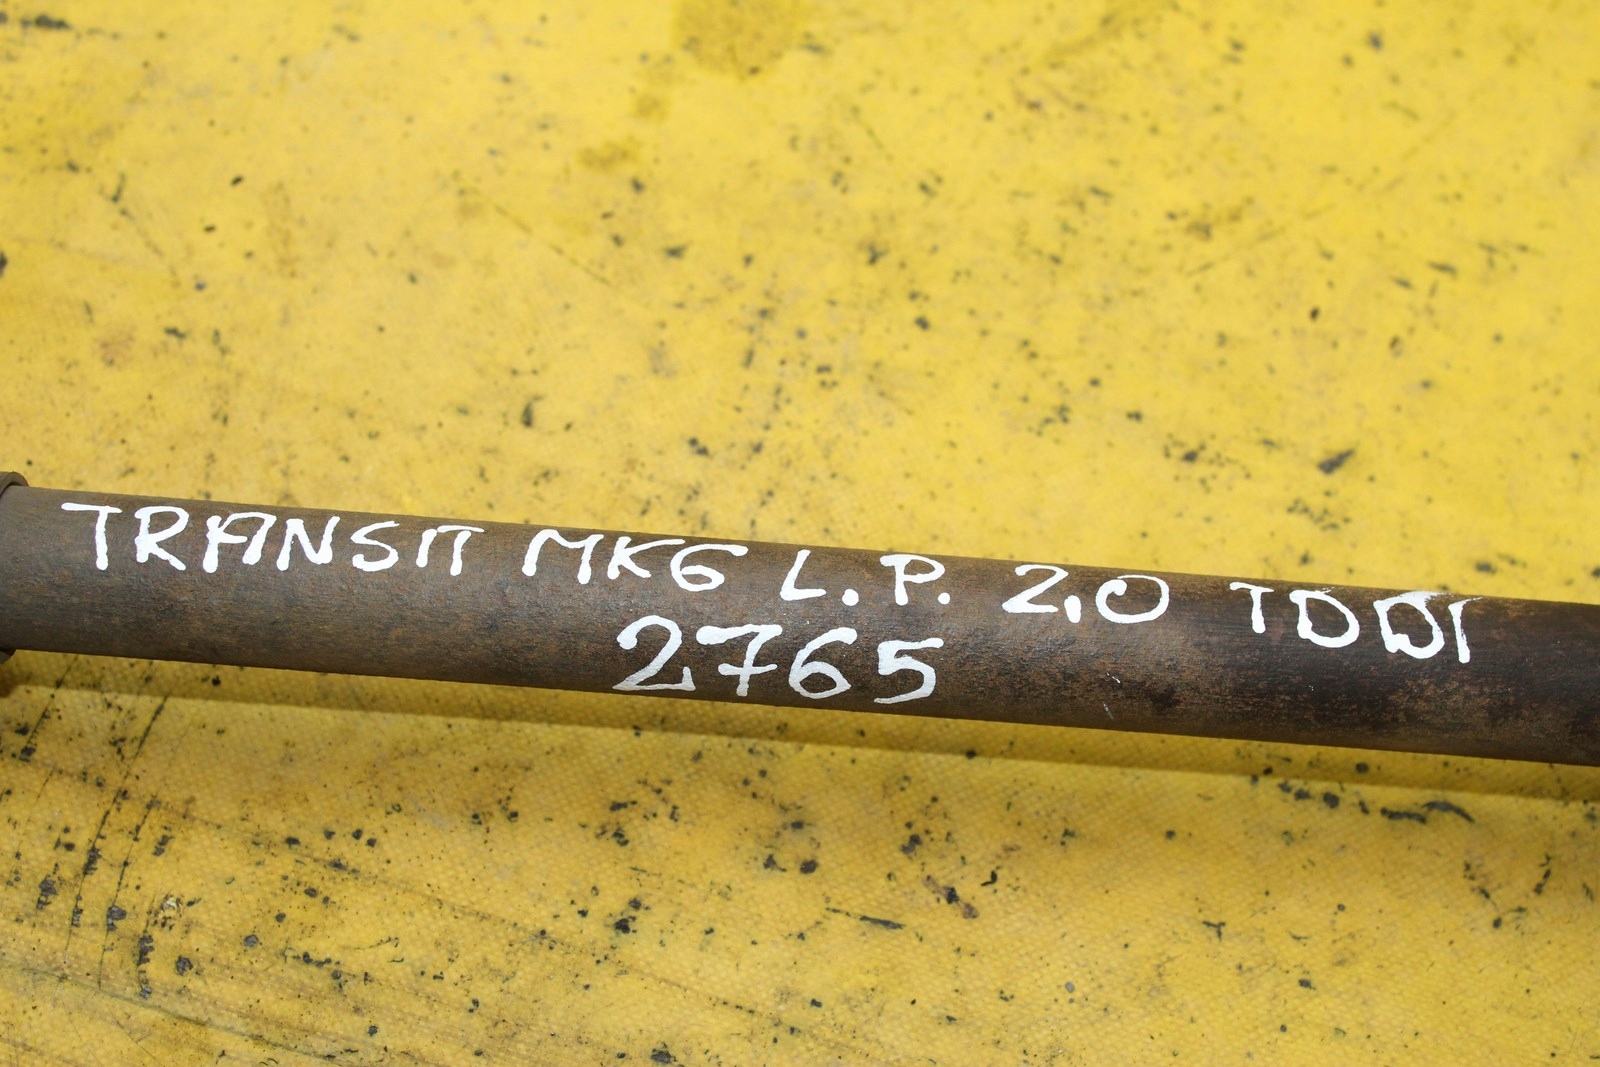 TRANSIT MK6 L.P. 2.0 TDDI
2765